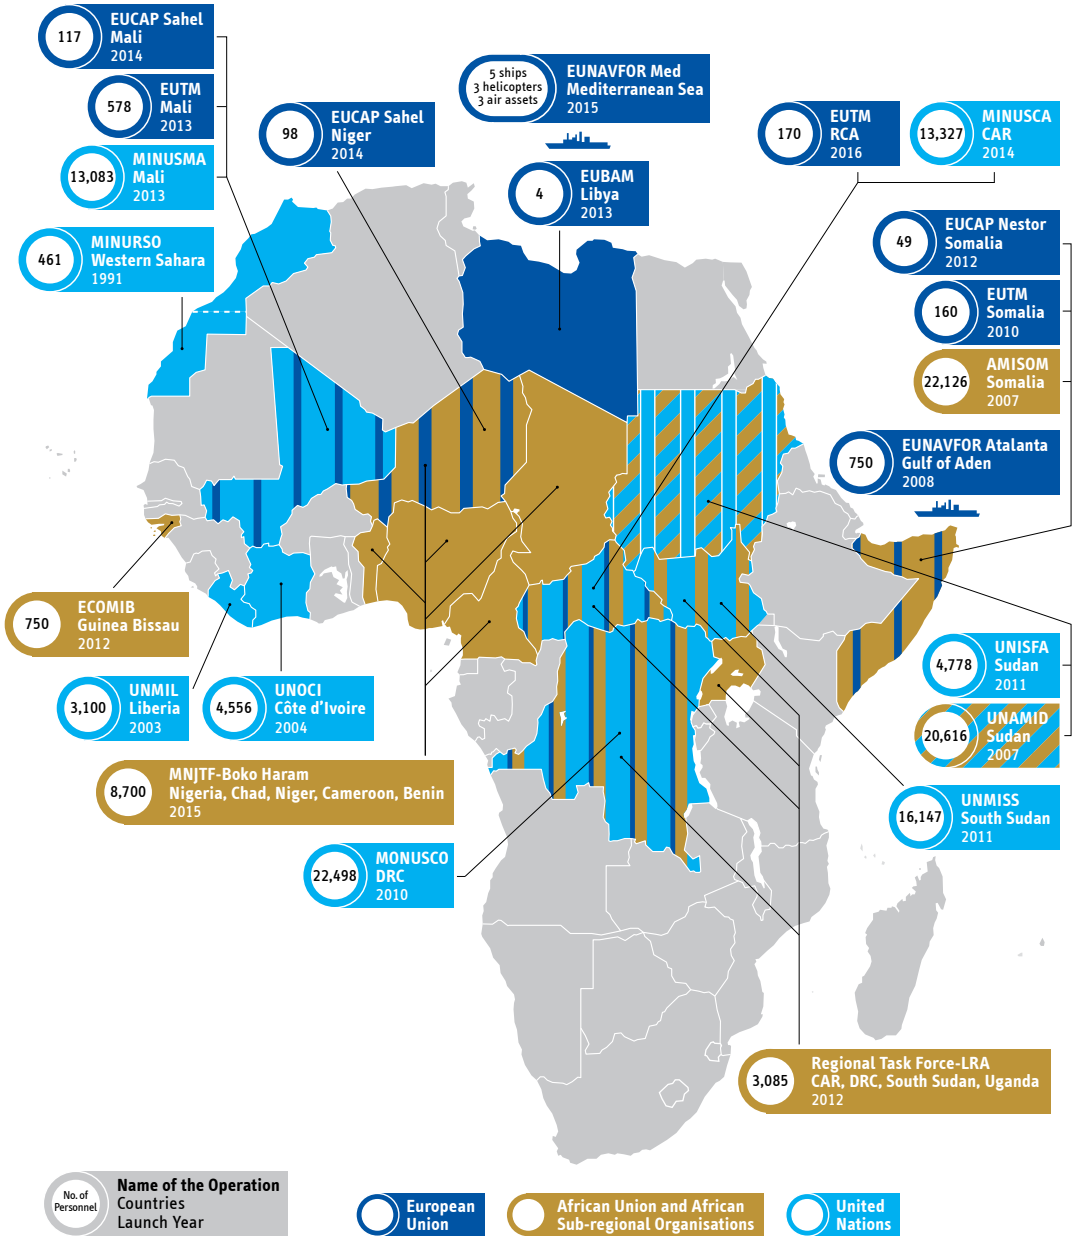 117
EUCAP Sahel
Mali
2014
578
EUTM
Mali
2013
13,083
MINUSMA
Mali
2013
461
MINURSO
Western Sahara
1991
98
EUCAP Sahel
Niger
2014
5 ships
3 helicopters
3 air assets
EUNAVFOR Med
Mediterranean Sea
2015
4
EUBAM
Libya
2013
170
EUTM
RCA
2016
13,327
MINUSCA
CAR
2014
49
EUCAP Nestor
Somalia
2012
160
EUTM
Somalia
2010
22,126
AMISOM
Somalia
2007
750
EUNAVFOR Atalanta
Gulf of Aden
2008
750
ECOMIB
Guinea Bissau
2012
3,100
UNMIL
Liberia
2003
4,556
UNOCI
Côte d'Ivoire
2004
8,700
MNJTF-Boko Haram
Nigeria, Chad, Niger, Cameroon, Benin
2015
22,498
MONUSCO
DRC
2010
4,778
UNISFA
Sudan
2011
20,616
UNAMID
Sudan
2007
16,147
UNMISS
South Sudan
2011
3,085
Regional Task Force-LRA
CAR, DRC, South Sudan, Uganda
2012
No. of
Personnel
Name of the Operation
Countries
Launch Year
European
Union
African Union and African
Sub-regional Organisations
United
Nations